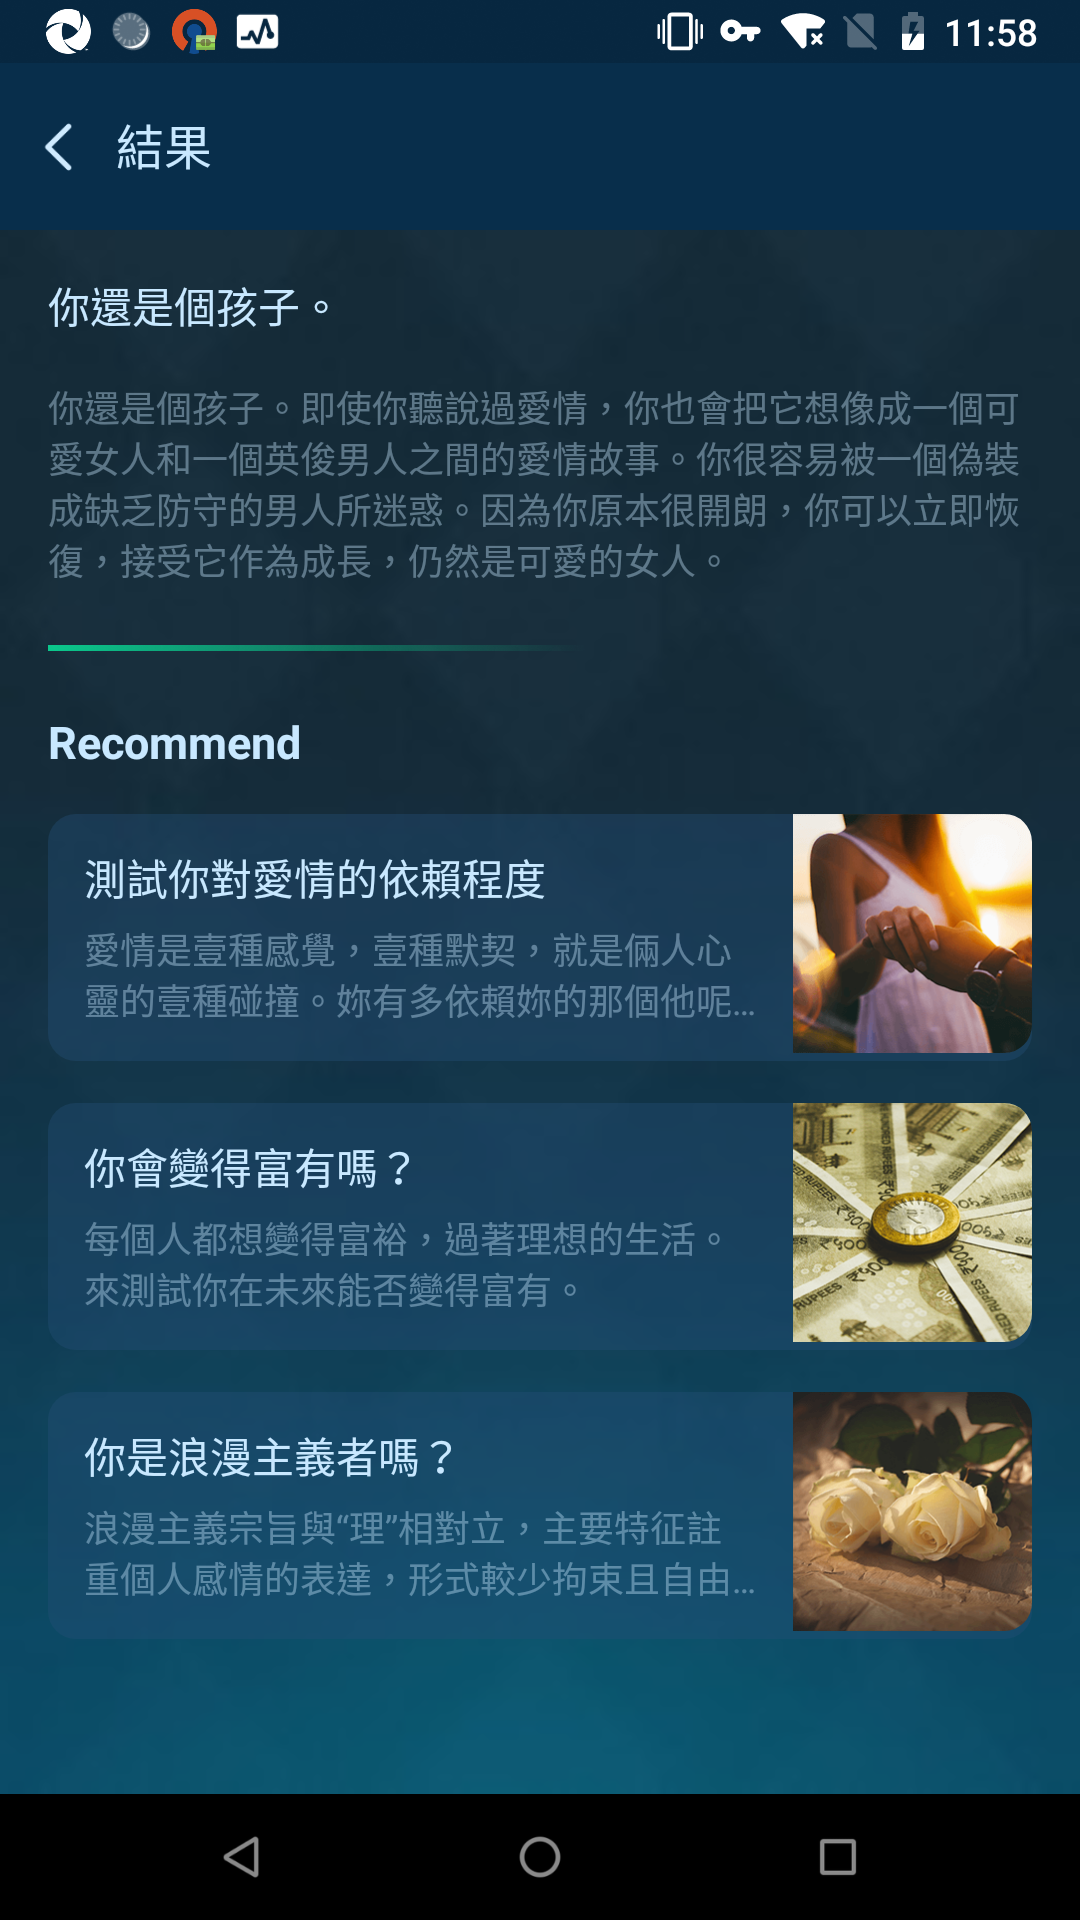 11:58
結果
你還是個孩子。
你還是個孩子。即使你聽說過愛情，你也會把它想像成一個可
愛女人和一個英俊男人之間的愛情故事。你很容易被一個偽裝
成缺乏防守的男人所迷惑。因為你原本很開朗，你可以立即恢
復，接受它作為成長，仍然是可愛的女人。
Recommend
測試你對愛情的依賴程度
愛情是壹種感覺，壹種默契，就是倆人心
靈的壹種碰撞。妳有多依賴妳的那個他呢...
你會變得富有嗎？
每個人都想變得富裕，過著理想的生活。
來測試你在未來能否變得富有。
你是浪漫主義者嗎？
浪漫主義宗旨與“理”相對立，主要特征註
重個人感情的表達，形式較少拘束且自由...